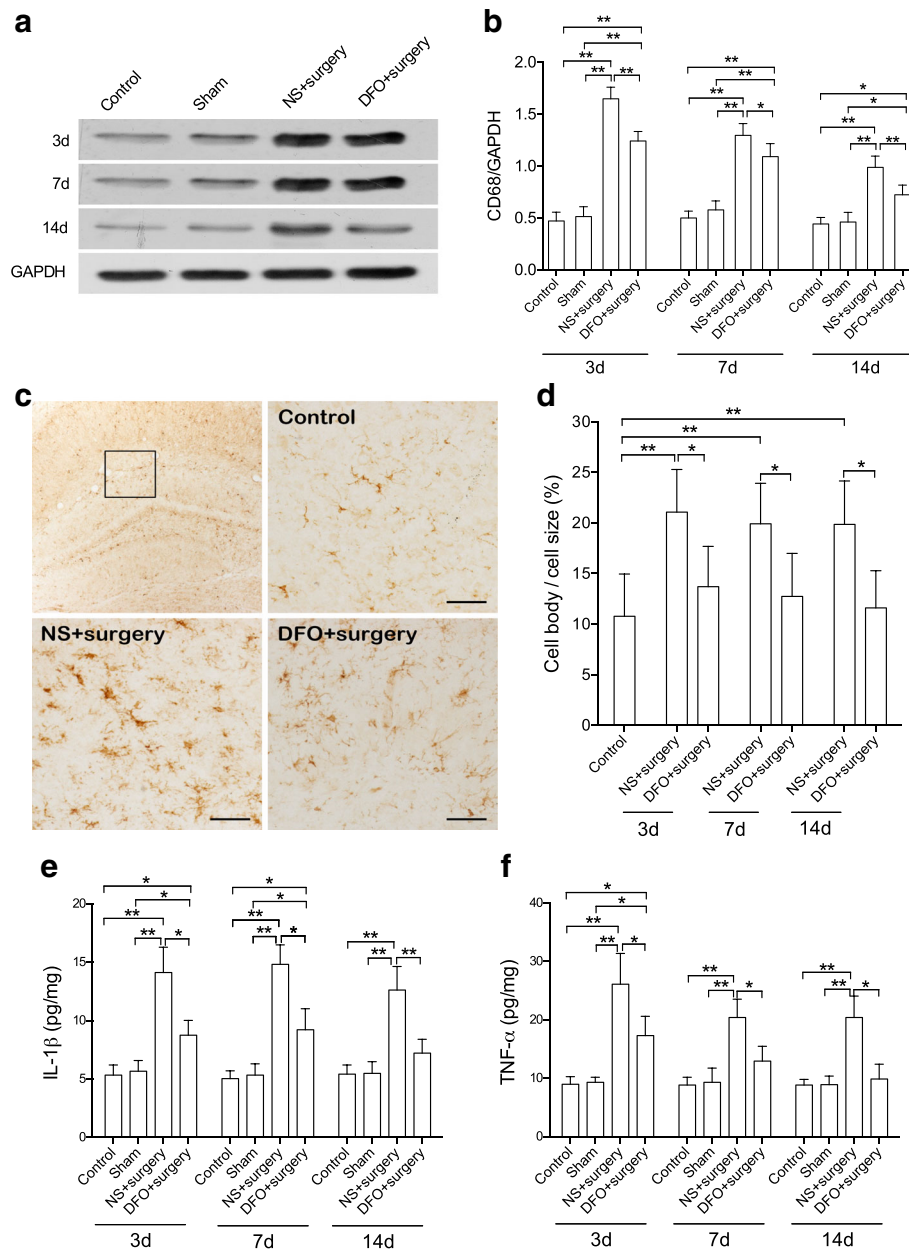 a
Control
Sham
NS+surgery
DFO+surgery
3d
7d
14d
GAPDH
b
CD68/GAPDH
2.0
1.5
1.0
0.5
0.0
** ** ** ** **
** ** ** ** *
* * ** ** **
Control Sham NS+surgery DFO+surgery
Control Sham NS+surgery DFO+surgery
Control Sham NS+surgery DFO+surgery
3d 7d 14d
c
Control
NS+surgery
DFO+surgery
d
Cell body / cell size (%)
30
25
20
15
10
5
0
**
**
** * * *
Control NS+surgery DFO+surgery
NS+surgery DFO+surgery
NS+surgery DFO+surgery
3d 7d 14d
e
IL-1β (pg/mg)
20
15
10
5
0
* * ** ** *
* * ** ** *
** ** **
Control Sham NS+surgery DFO+surgery
Control Sham NS+surgery DFO+surgery
Control Sham NS+surgery DFO+surgery
3d 7d 14d
f
TNF-α (pg/mg)
40
30
20
10
0
* * ** ** *
** ** *
** ** *
Control Sham NS+surgery DFO+surgery
Control Sham NS+surgery DFO+surgery
Control Sham NS+surgery DFO+surgery
3d 7d 14d